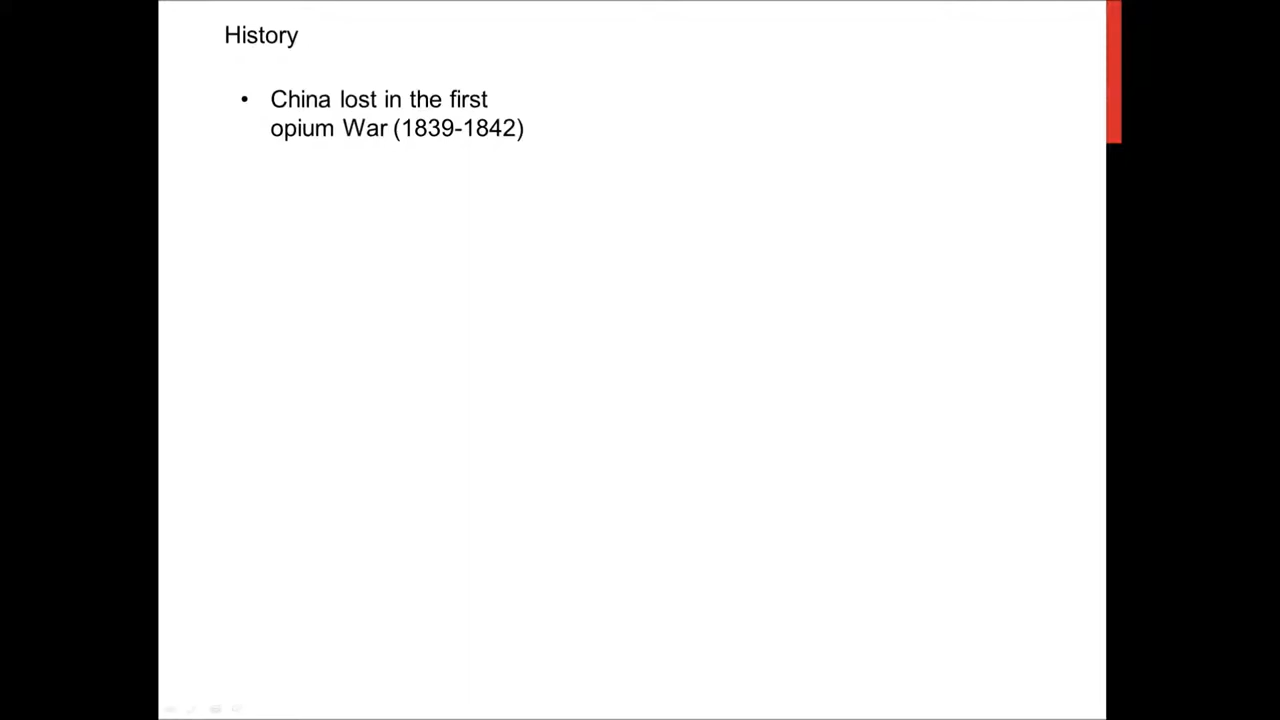 History
• China lost in the first
opium War (1839-1842)